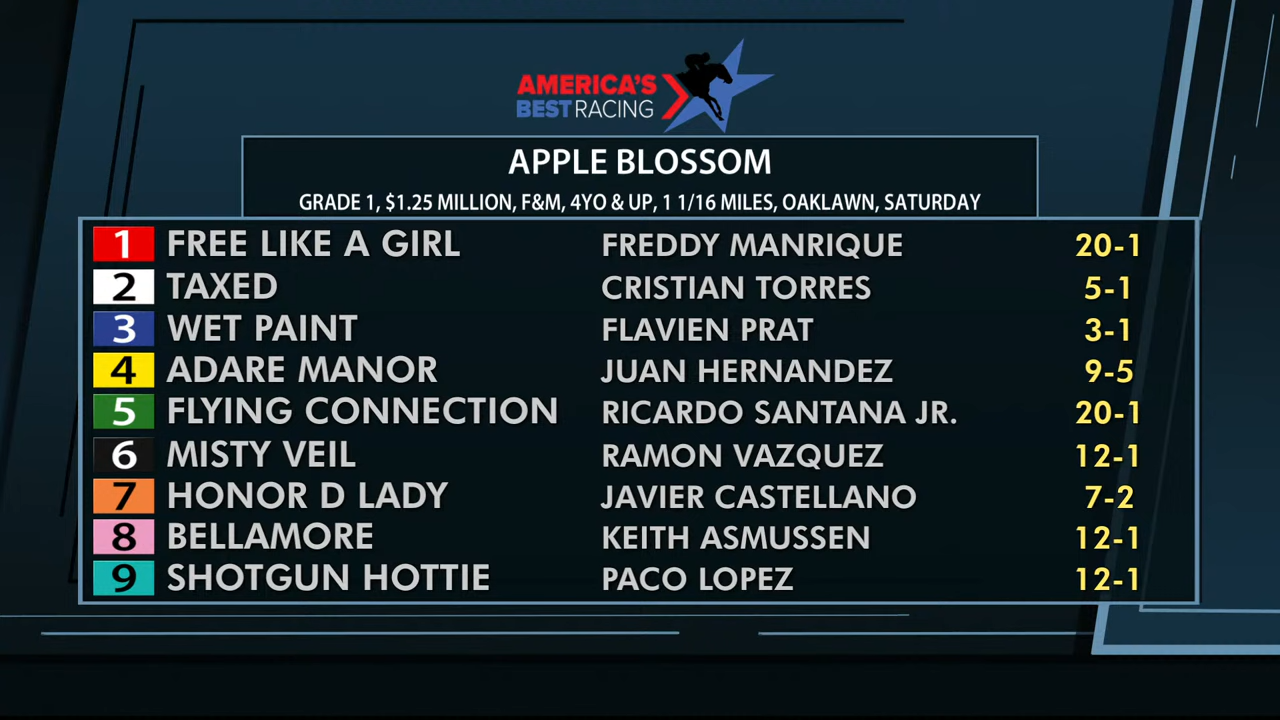 AMERICA'S
BEST RACING
APPLE BLOSSOM
GRADE 1, $1.25 MILLION, F&M, 4YO & UP, 1 1/16 MILES, OAKLAWN, SATURDAY
1 FREE LIKE A GIRL FREDDY MANRIQUE 20-1
2 TAXED CRISTIAN TORRES 5-1
3 WET PAINT FLAVIEN PRAT 3-1
4 ADARE MANOR JUAN HERNANDEZ 9-5
5 FLYING CONNECTION RICARDO SANTANA JR. 20-1
6 MISTY VEIL RAMON VAZQUEZ 12-1
7 HONOR D LADY JAVIER CASTELLANO 7-2
8 BELLAMORE KEITH ASMUSSEN 12-1
9 SHOTGUN HOTTIE PACO LOPEZ 12-1